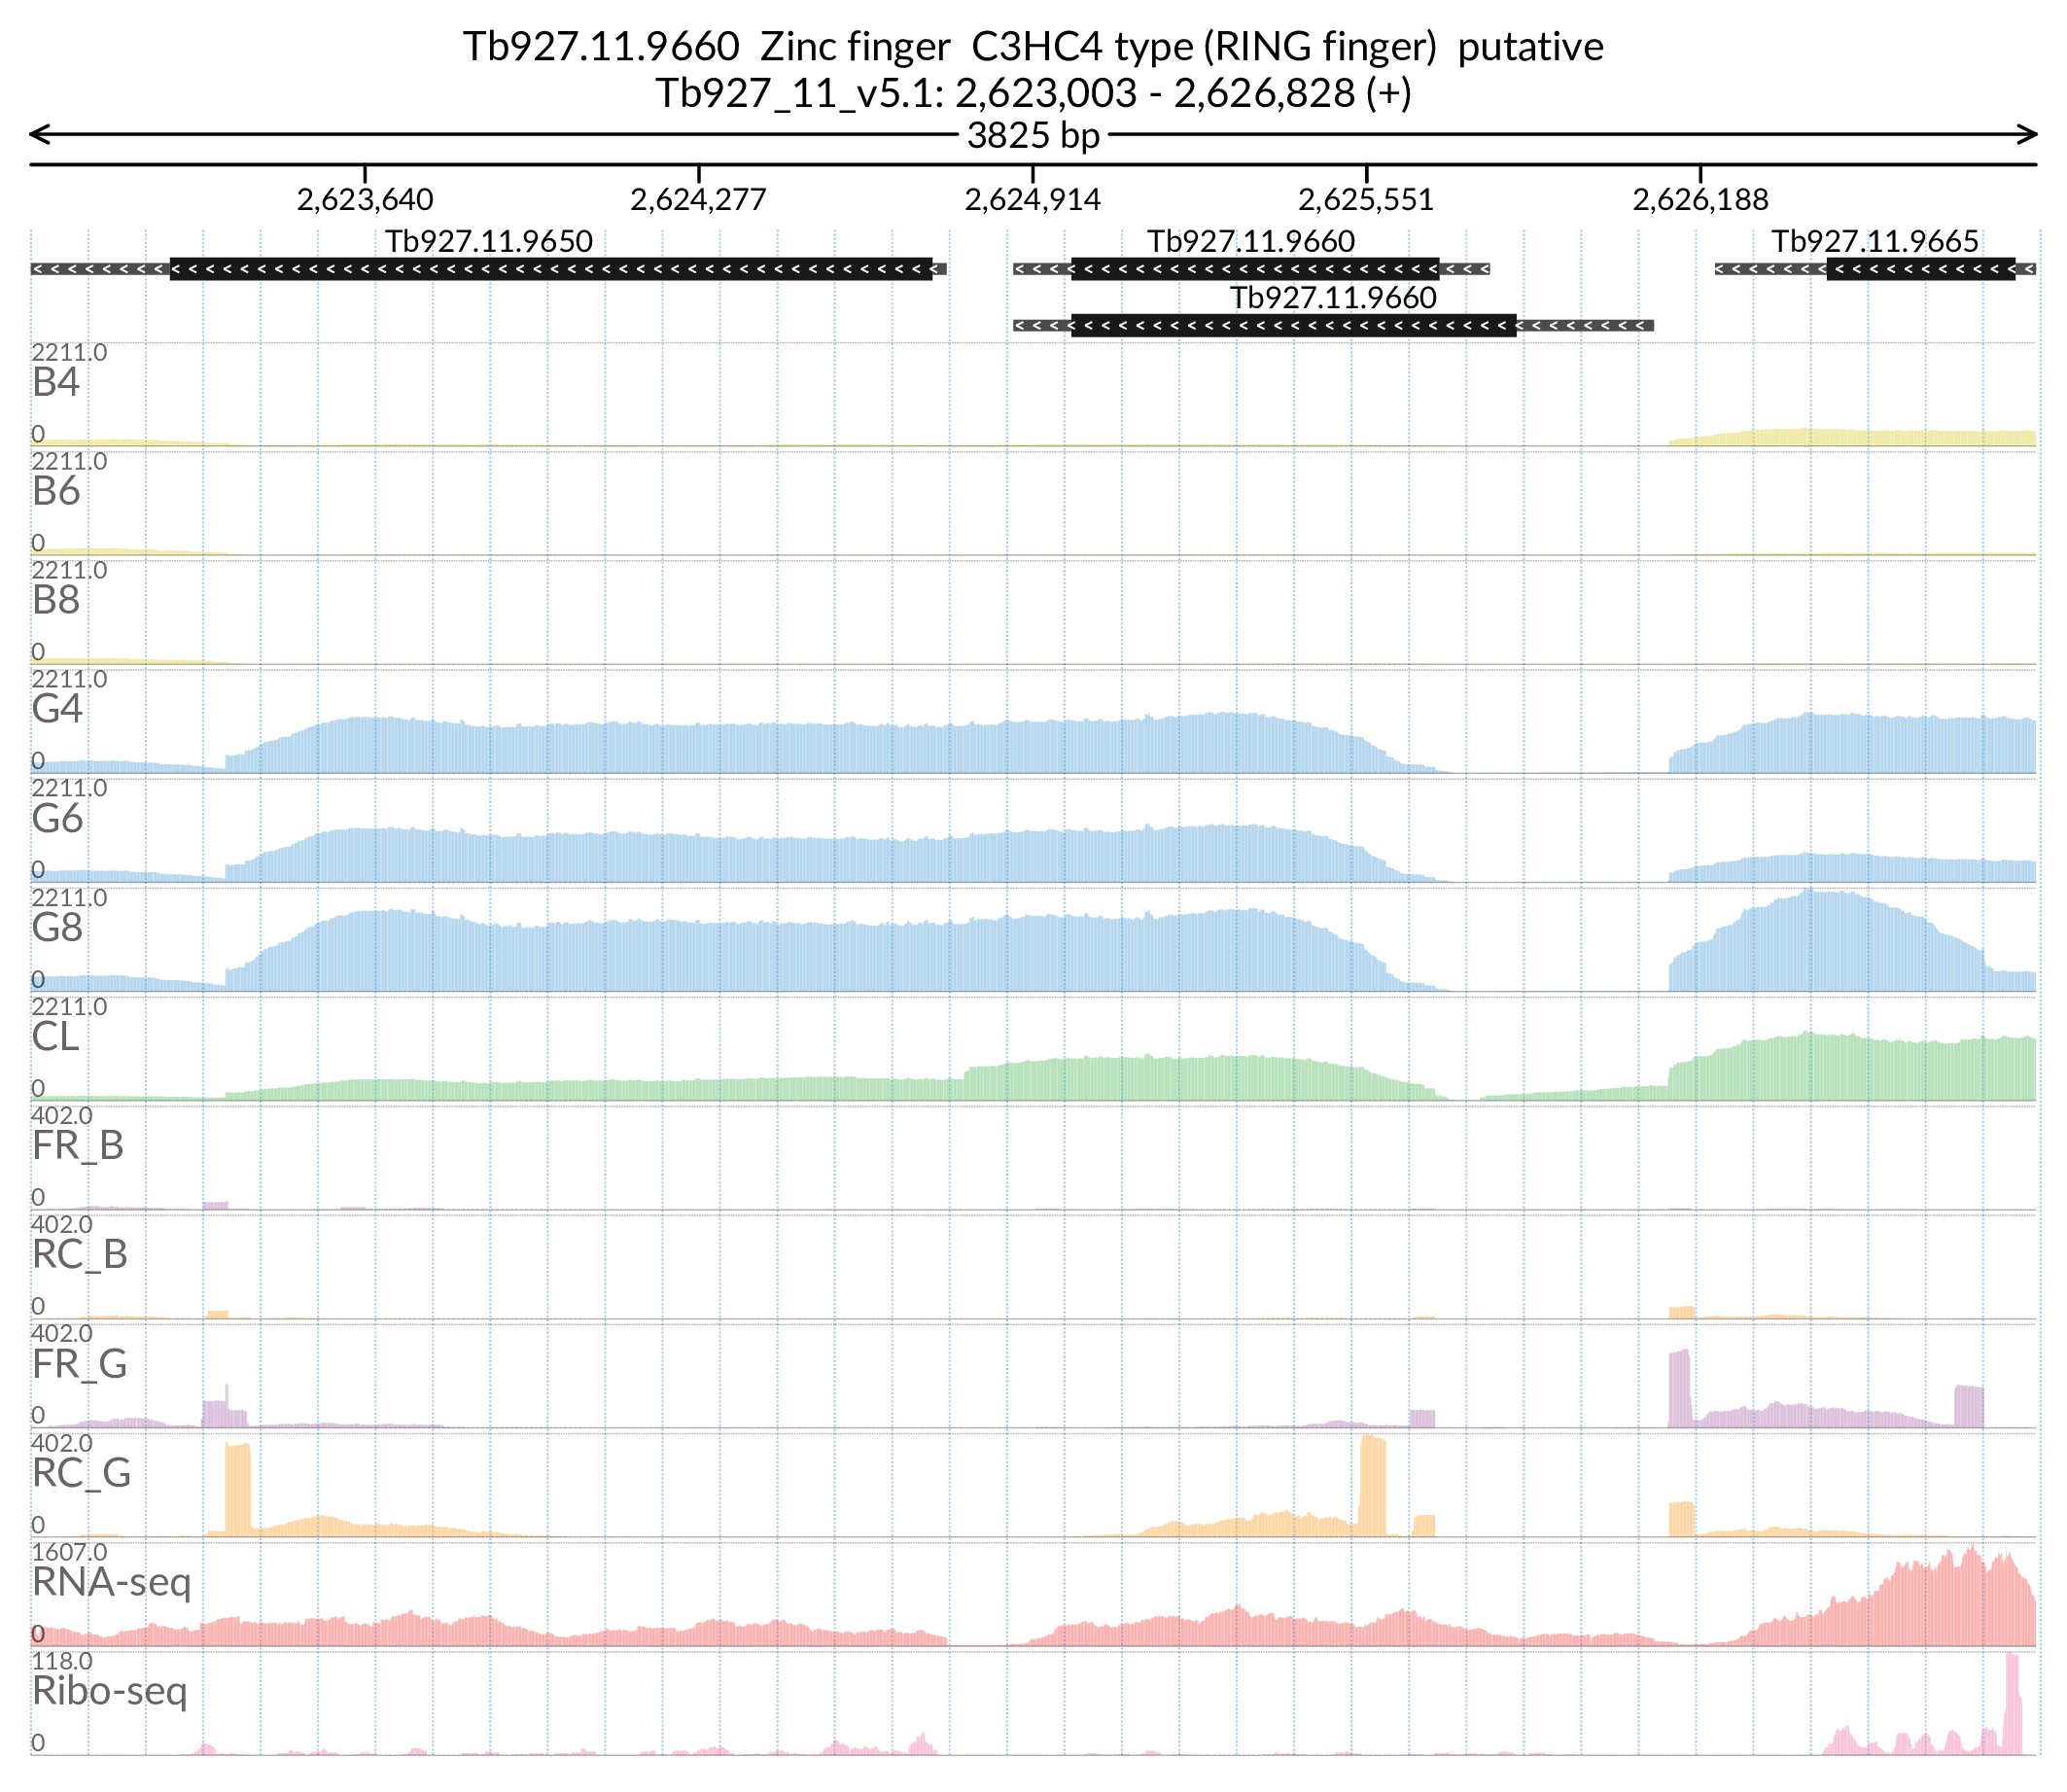 Tb927.11.9660  Zinc finger  C3HC4 type (RING finger)  putative
Tb927_11_v5.1: 2,623,003 - 2,626,828 (+)
3825 bp
2,623,640 2,624,277 2,624,914 2,625,551 2,626,188
Tb927.11.9650 Tb927.11.9660 Tb927.11.9665
Tb927.11.9660
2211.0
B4
0
2211.0
B6
0
2211.0
B8
0
2211.0
G4
0
2211.0
G6
0
2211.0
G8
0
2211.0
CL
0
402.0
FR_B
0
402.0
RC_B
0
402.0
FR_G
0
402.0
RC_G
0
1607.0
RNA-seq
0
118.0
Ribo-seq
0